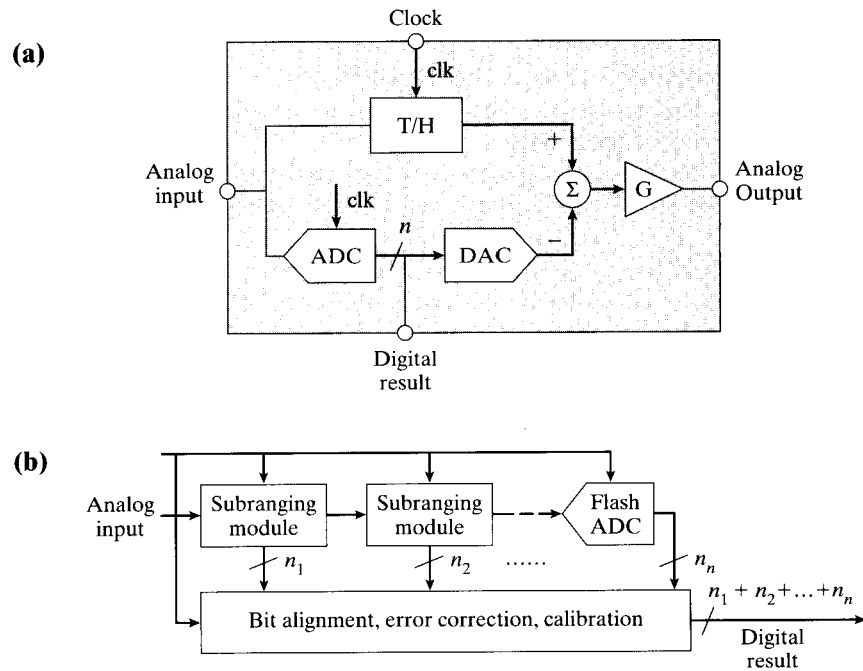 Clock
(a)
clk
T/H
+
Analog
input
Σ
G
Analog
Output
clk
n
ADC
DAC
−
Digital
result
(b)
Analog
input
Subranging
module
Subranging
module
Flash
ADC
n1
n2
......
nn
n1 + n2+...+nn
Bit alignment, error correction, calibration
Digital
result